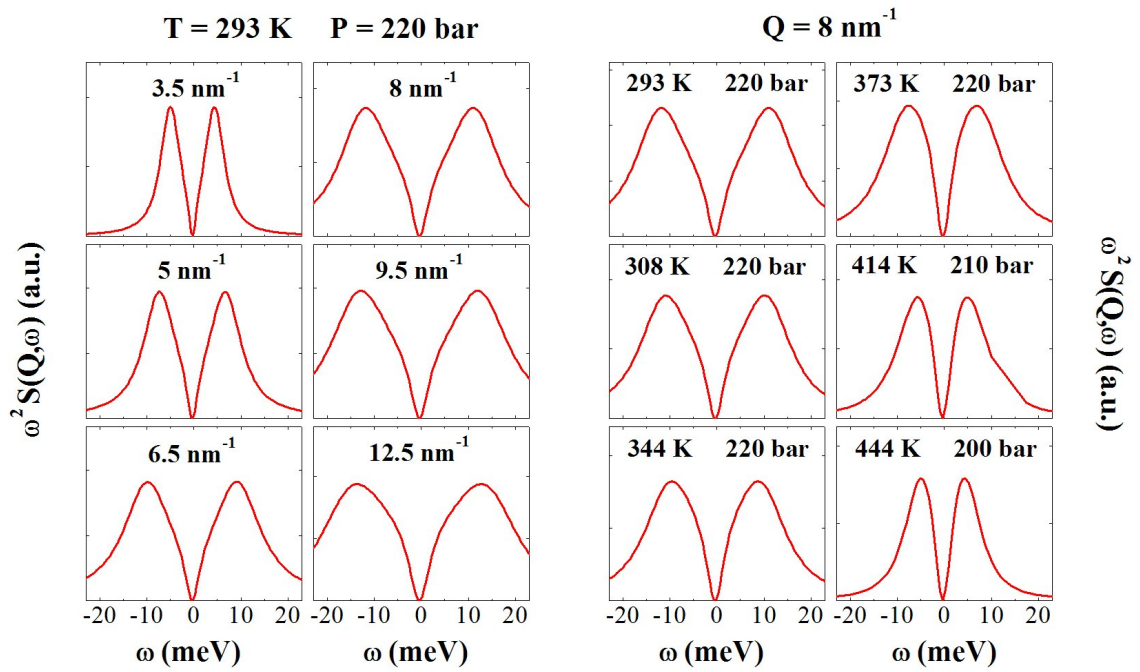 T = 293 K P = 220 bar
Q = 8 nm⁻¹
3.5 nm⁻¹
8 nm⁻¹
293 K 220 bar
373 K 220 bar
5 nm⁻¹
9.5 nm⁻¹
308 K 220 bar
414 K 210 bar
6.5 nm⁻¹
12.5 nm⁻¹
344 K 220 bar
444 K 200 bar
ω² S(Q,ω) (a.u.)
ω² S(Q,ω) (a.u.)
-20 -10 0 10 20
-20 -10 0 10 20
-20 -10 0 10 20
-20 -10 0 10 20
ω (meV)
ω (meV)
ω (meV)
ω (meV)